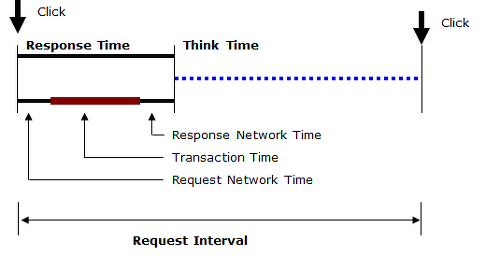 Click
Click
Response Time
Think Time
Response Network Time
Transaction Time
Request Network Time
Request Interval